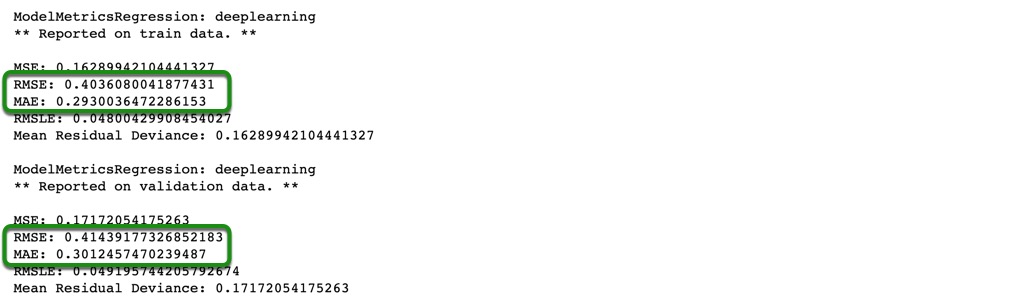 ModelMetricsRegression: deeplearning
** Reported on train data. **
MSE: 0.16289942104441327
RMSE: 0.4036080041877431
MAE: 0.2930036472286153
RMSLE: 0.04800429908454027
Mean Residual Deviance: 0.16289942104441327
ModelMetricsRegression: deeplearning
** Reported on validation data. **
MSE: 0.17172054175263
RMSE: 0.41439177326852183
MAE: 0.3012457470239487
RMSLE: 0.049195744205792674
Mean Residual Deviance: 0.17172054175263